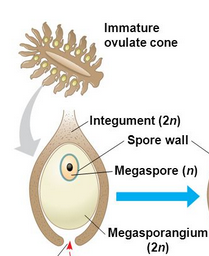 Immature
ovulate cone
Integument (2n)
Spore wall
Megaspore (n)
Megasporangium
(2n)